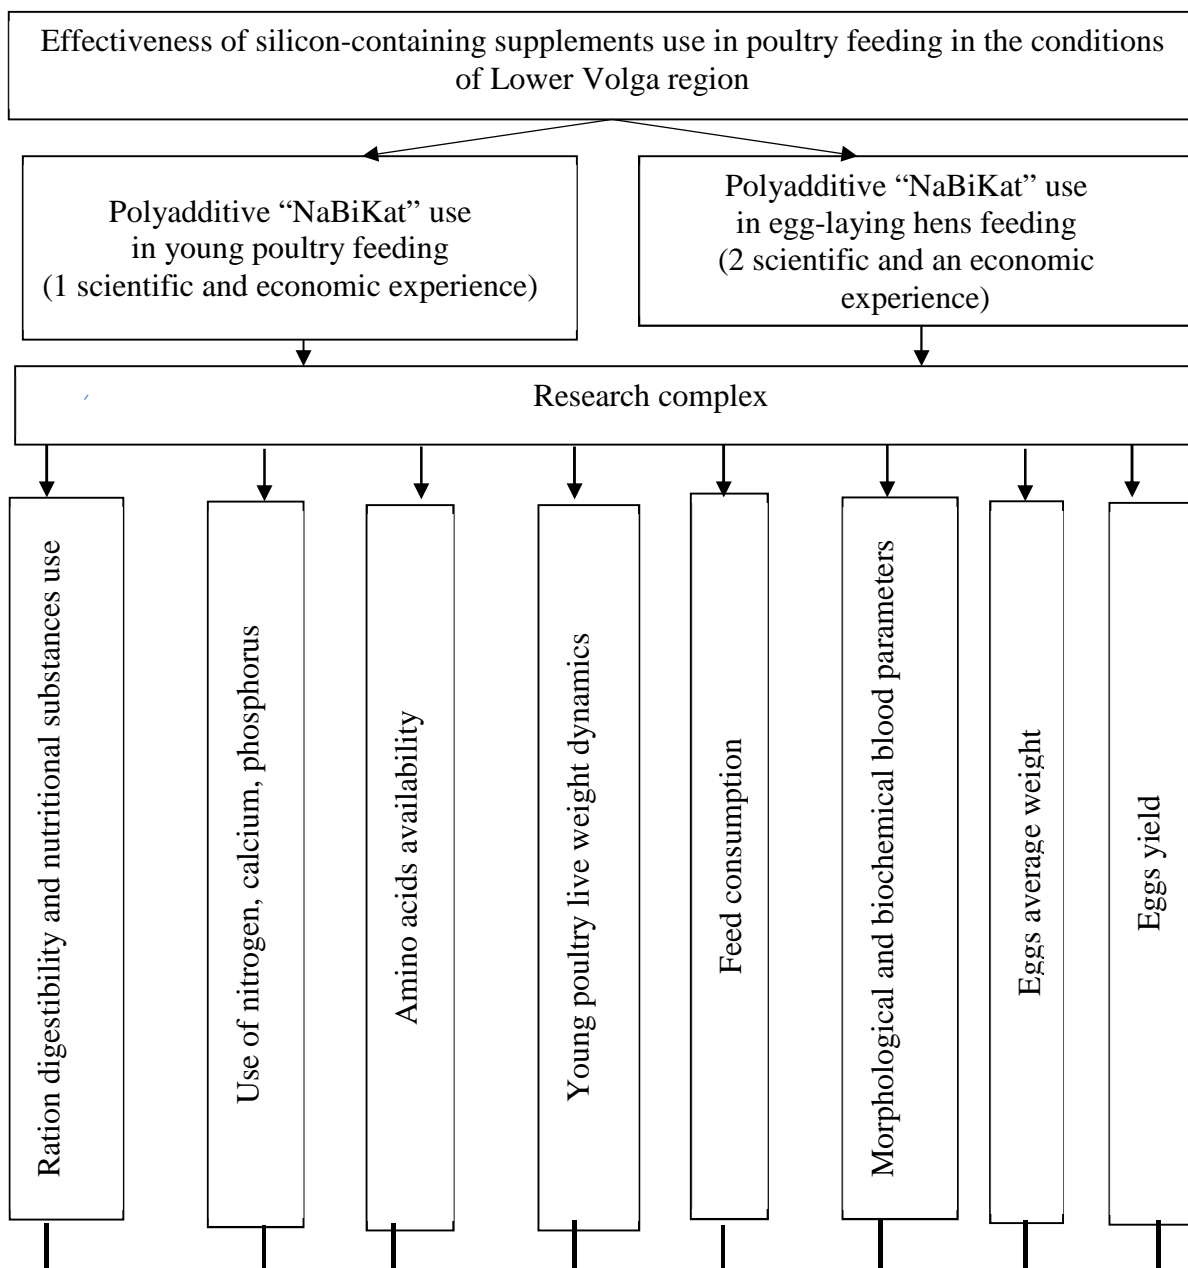 Effectiveness of silicon-containing supplements use in poultry feeding in the conditions
of Lower Volga region
Polyadditive “NaBiKat” use
in young poultry feeding
(1 scientific and economic experience)
Polyadditive “NaBiKat” use
in egg-laying hens feeding
(2 scientific and an economic
experience)
Research complex
Ration digestibility and nutritional substances use
Use of nitrogen, calcium, phosphorus
Amino acids availability
Young poultry live weight dynamics
Feed consumption
Morphological and biochemical blood parameters
Eggs average weight
Eggs yield